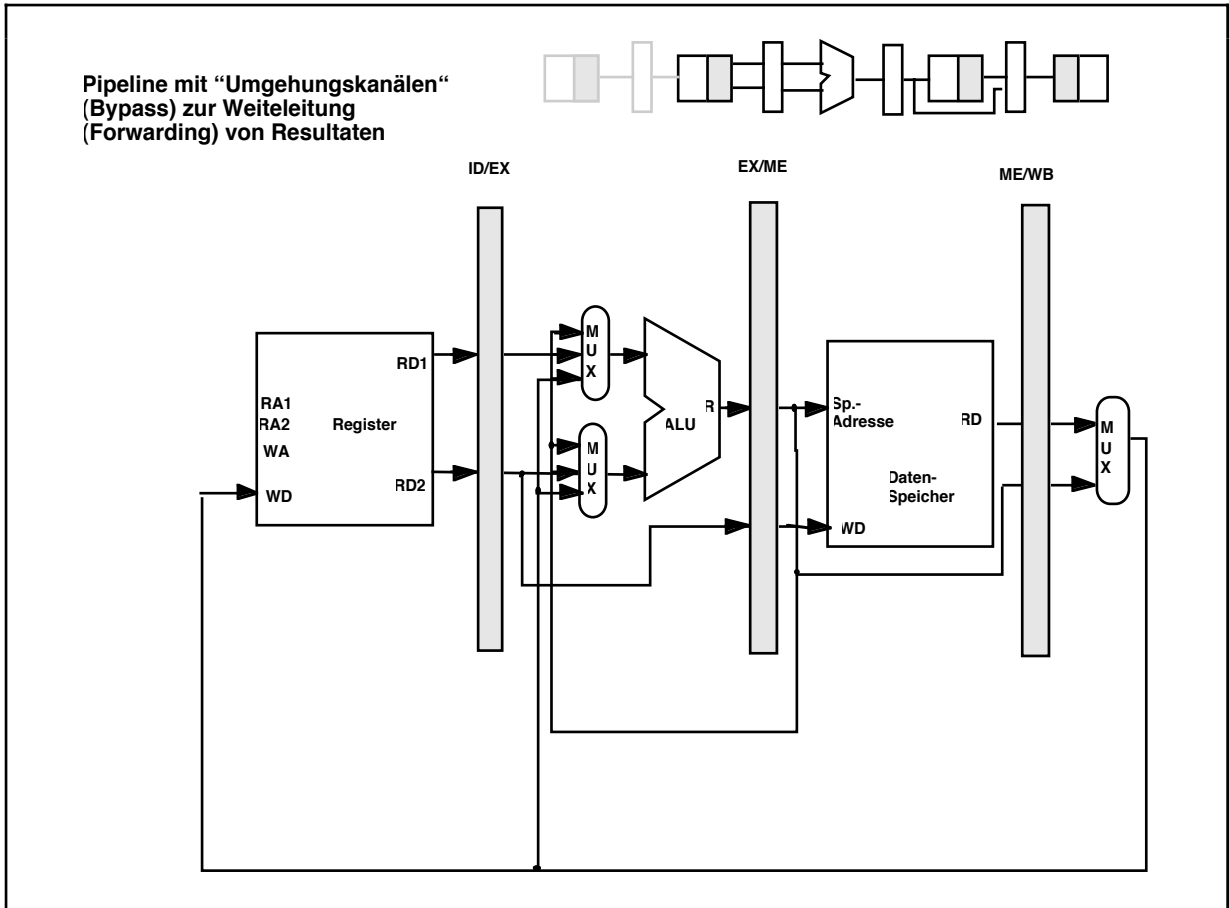 Pipeline mit “Umgehungskanälen“
(Bypass) zur Weiteleitung
(Forwarding) von Resultaten
ID/EX
EX/ME
ME/WB
RD1
RA1
RA2
WA
WD
Register
RD2
M
U
X
M
U
X
R
ALU
Sp.-
Adresse
RD
Daten-
Speicher
WD
M
U
X